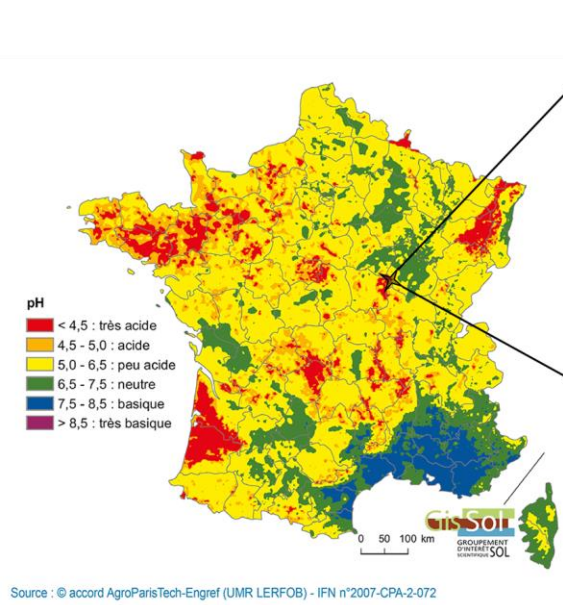 pH
< 4,5 : très acide
4,5 - 5,0 : acide
5,0 - 6,5 : peu acide
6,5 - 7,5 : neutre
7,5 - 8,5 : basique
> 8,5 : très basique
GisSol
GROUPEMENT
D'INTÉRÊT
SCIENTIFIQUE SOL
0 50 100 km
Source : © accord AgroParisTech-Engref (UMR LERFOB) - IFN n°2007-CPA-2-072